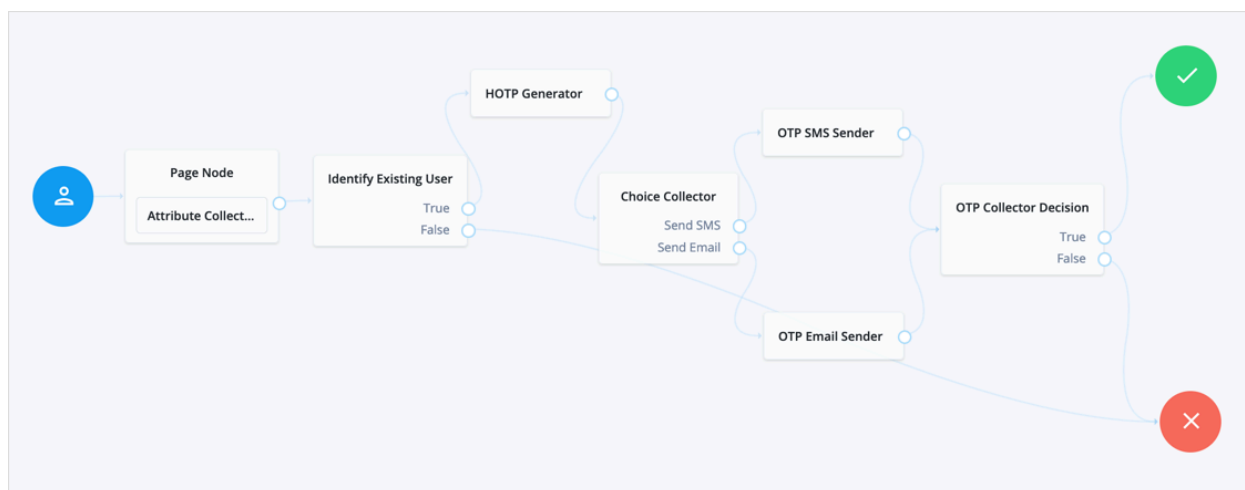 Page Node
Attribute Collect...
Identify Existing User
True
False
HOTP Generator
Choice Collector
Send SMS
Send Email
OTP SMS Sender
OTP Email Sender
OTP Collector Decision
True
False